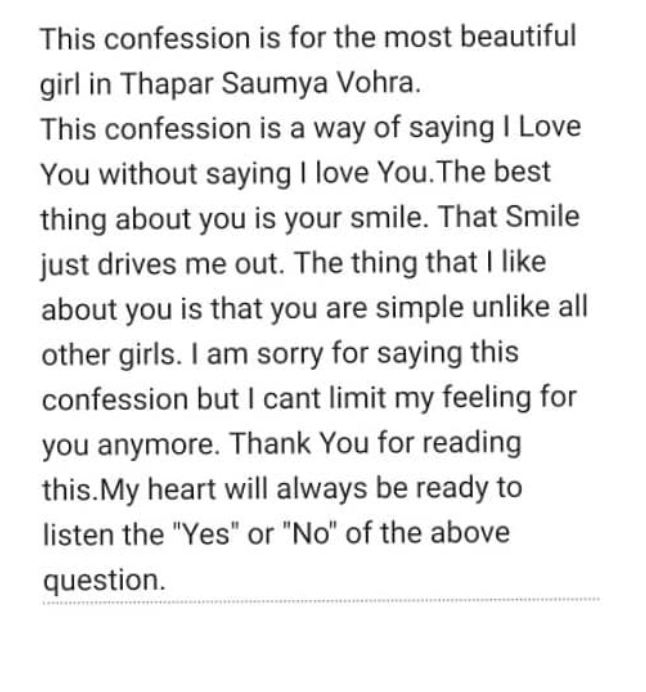 This confession is for the most beautiful
girl in Thapar Saumya Vohra.
This confession is a way of saying I Love
You without saying I love You.The best
thing about you is your smile. That Smile
just drives me out. The thing that I like
about you is that you are simple unlike all
other girls. I am sorry for saying this
confession but I cant limit my feeling for
you anymore. Thank You for reading
this.My heart will always be ready to
listen the "Yes" or "No" of the above
question.